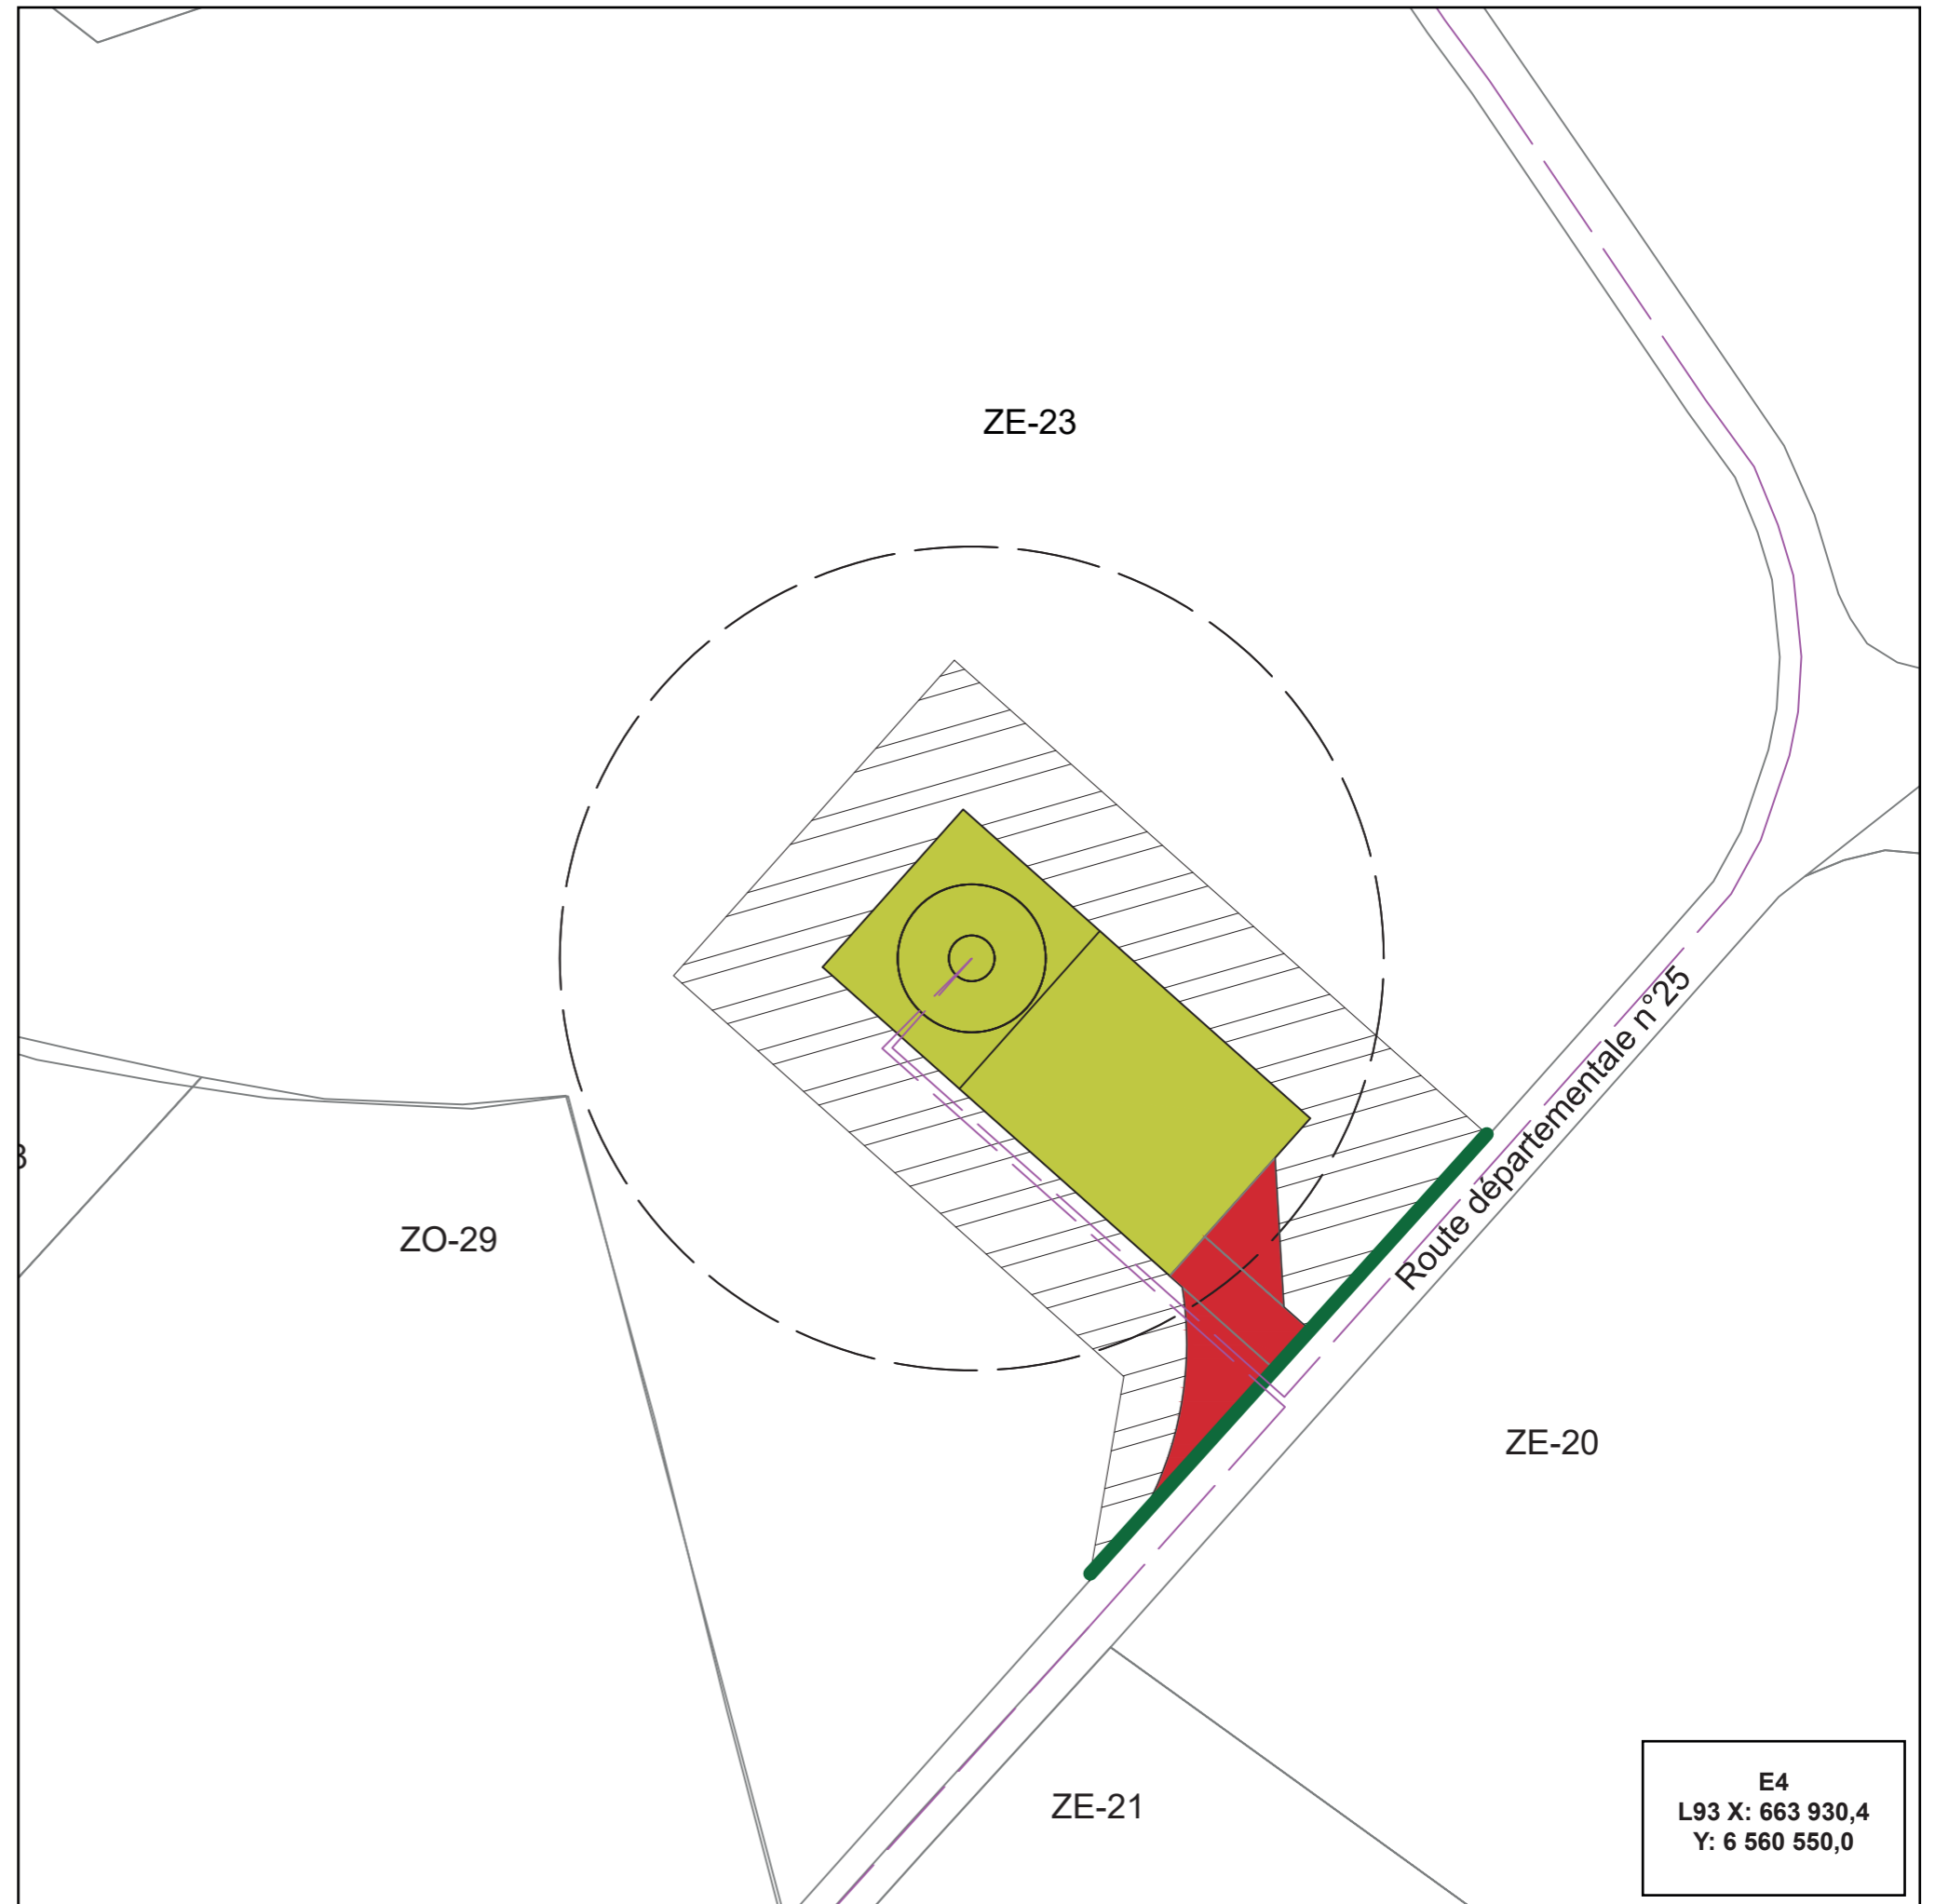 ZE-23
Route départementale n°25
ZO-29
ZE-20
ZE-21
E4
L93 X: 663 930,4
Y: 6 560 550,0